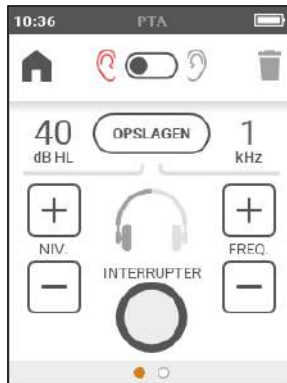 10:36 PTA
40 dB HL
OPSLAGEN
1 kHz
NIV.
FREQ.
INTERRUPTER